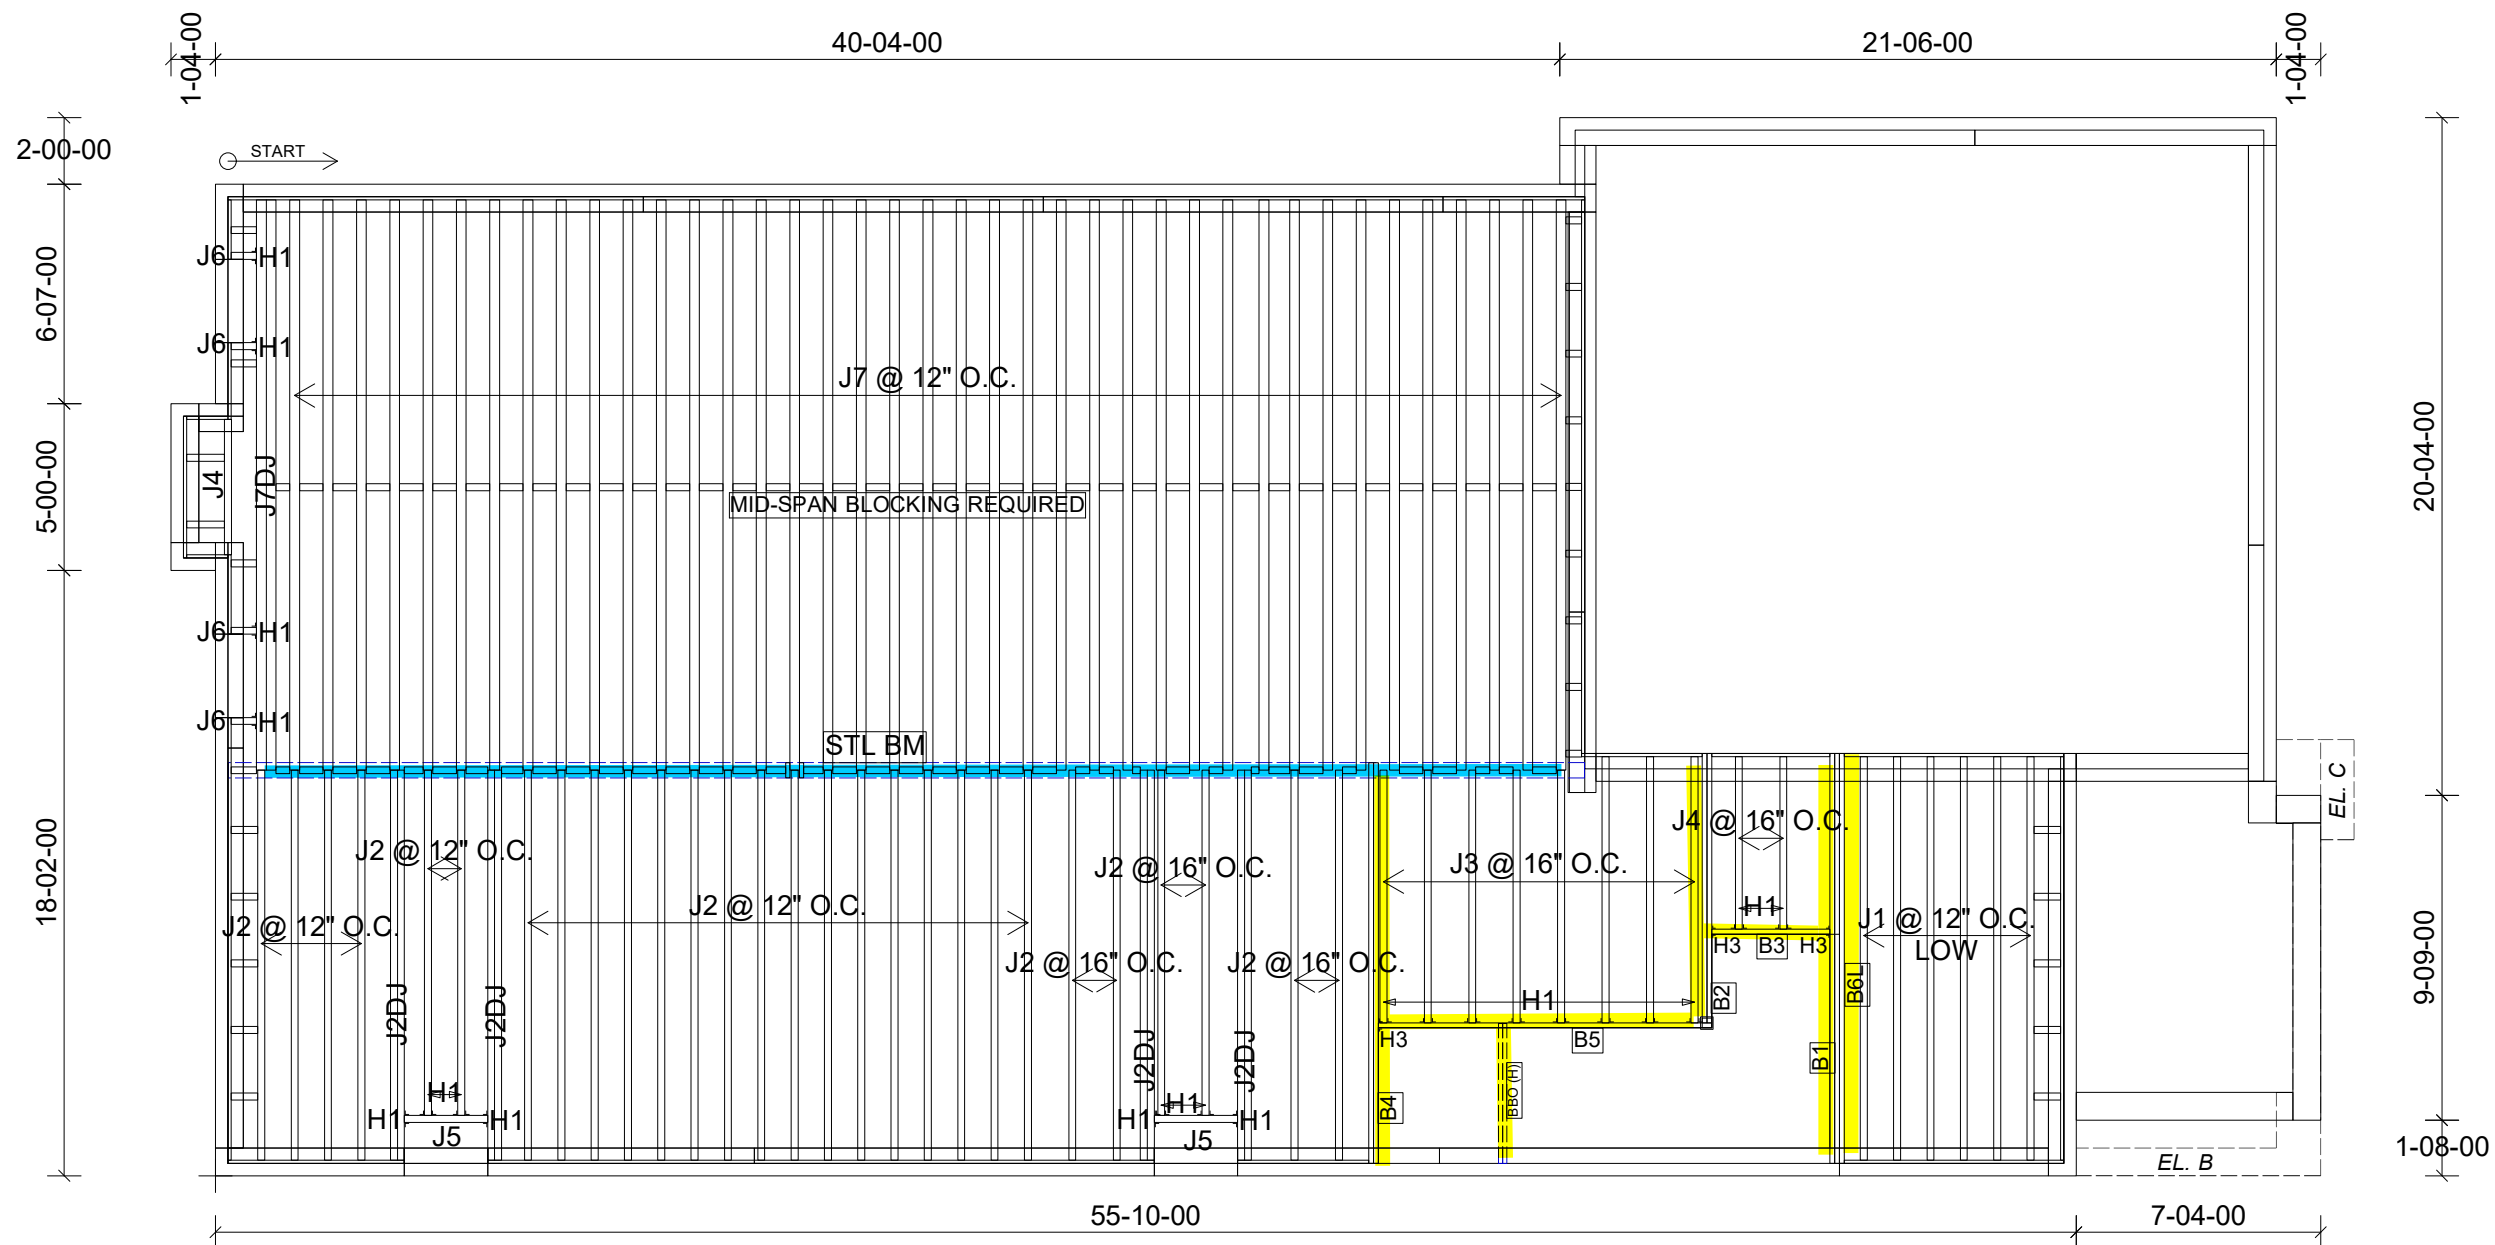 1-04-00
40-04-00
21-06-00
1-04-00
2-00-00
START
J6
H1
6-07-00
J6
H1
J7 @ 12" O.C.
20-04-00
5-00-00
J4
J7DJ
MID-SPAN BLOCKING REQUIRED
J6
H1
J6
H1
STL BM
EL. C
18-02-00
J2 @ 12" O.C.
J2 @ 16" O.C.
J3 @ 16" O.C.
J4 @ 16" O.C.
J2 @ 12" O.C.
J2 @ 12" O.C.
H1
J1 @ 12" O.C.
LOW
H3
B3
H3
J2 @ 16" O.C.
J2 @ 16" O.C.
9-09-00
B6L
B2
H1
J2DJ
J2DJ
J2DJ
J2DJ
H3
B5
B1
BBO (H)
B4
H1
H1
H1
H1
J5
H1
H1
J5
EL. B
1-08-00
55-10-00
7-04-00